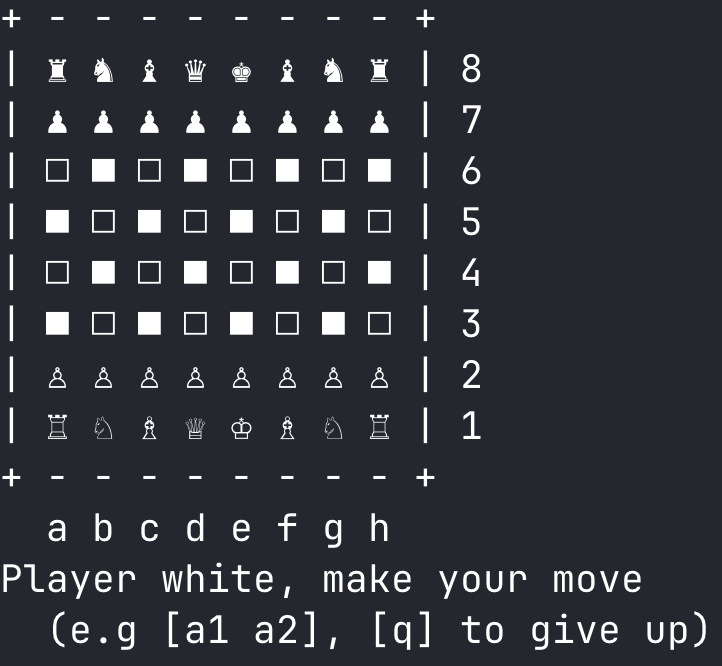 + - - - - - - - - +
| ♜ ♞ ♝ ♛ ♚ ♝ ♞ ♜ | 8
| ♟ ♟ ♟ ♟ ♟ ♟ ♟ ♟ | 7
| □ ■ □ ■ □ ■ □ ■ | 6
| ■ □ ■ □ ■ □ ■ □ | 5
| □ ■ □ ■ □ ■ □ ■ | 4
| ■ □ ■ □ ■ □ ■ □ | 3
| ♙ ♙ ♙ ♙ ♙ ♙ ♙ ♙ | 2
| ♖ ♘ ♗ ♕ ♔ ♗ ♘ ♖ | 1
+ - - - - - - - - +
  a b c d e f g h
Player white, make your move
  (e.g [a1 a2], [q] to give up)